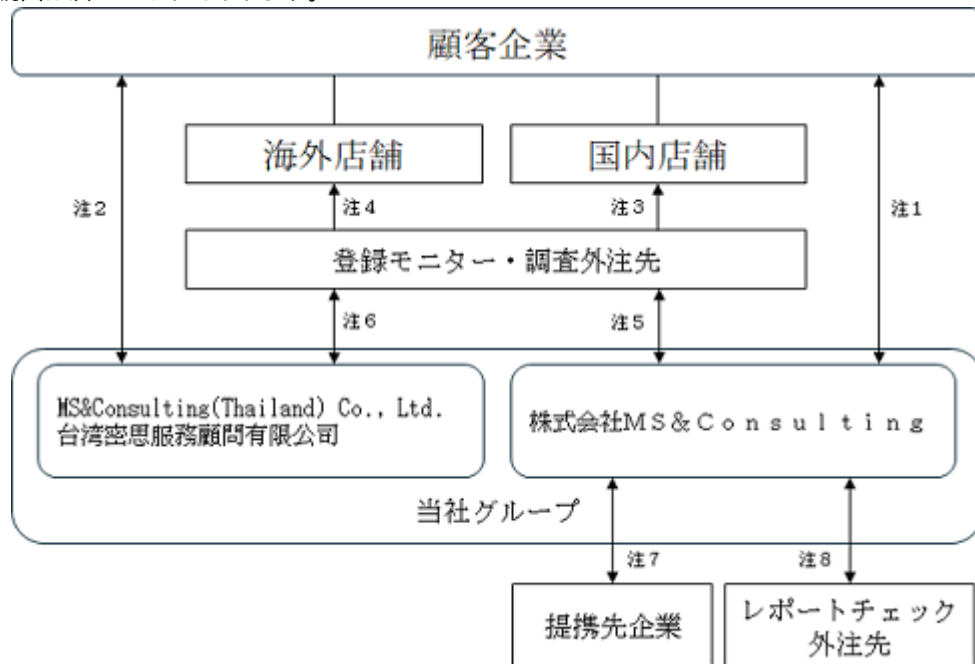 顧客企業
海外店舗
国内店舗
注2
注4
注3
注1
登録モニター・調査外注先
注6
注5
MS&Consulting(Thailand) Co., Ltd.
台湾密思服務顧問有限公司
株式会社MS&Consulting
当社グループ
注7
注8
提携先企業
レポートチェック
外注先